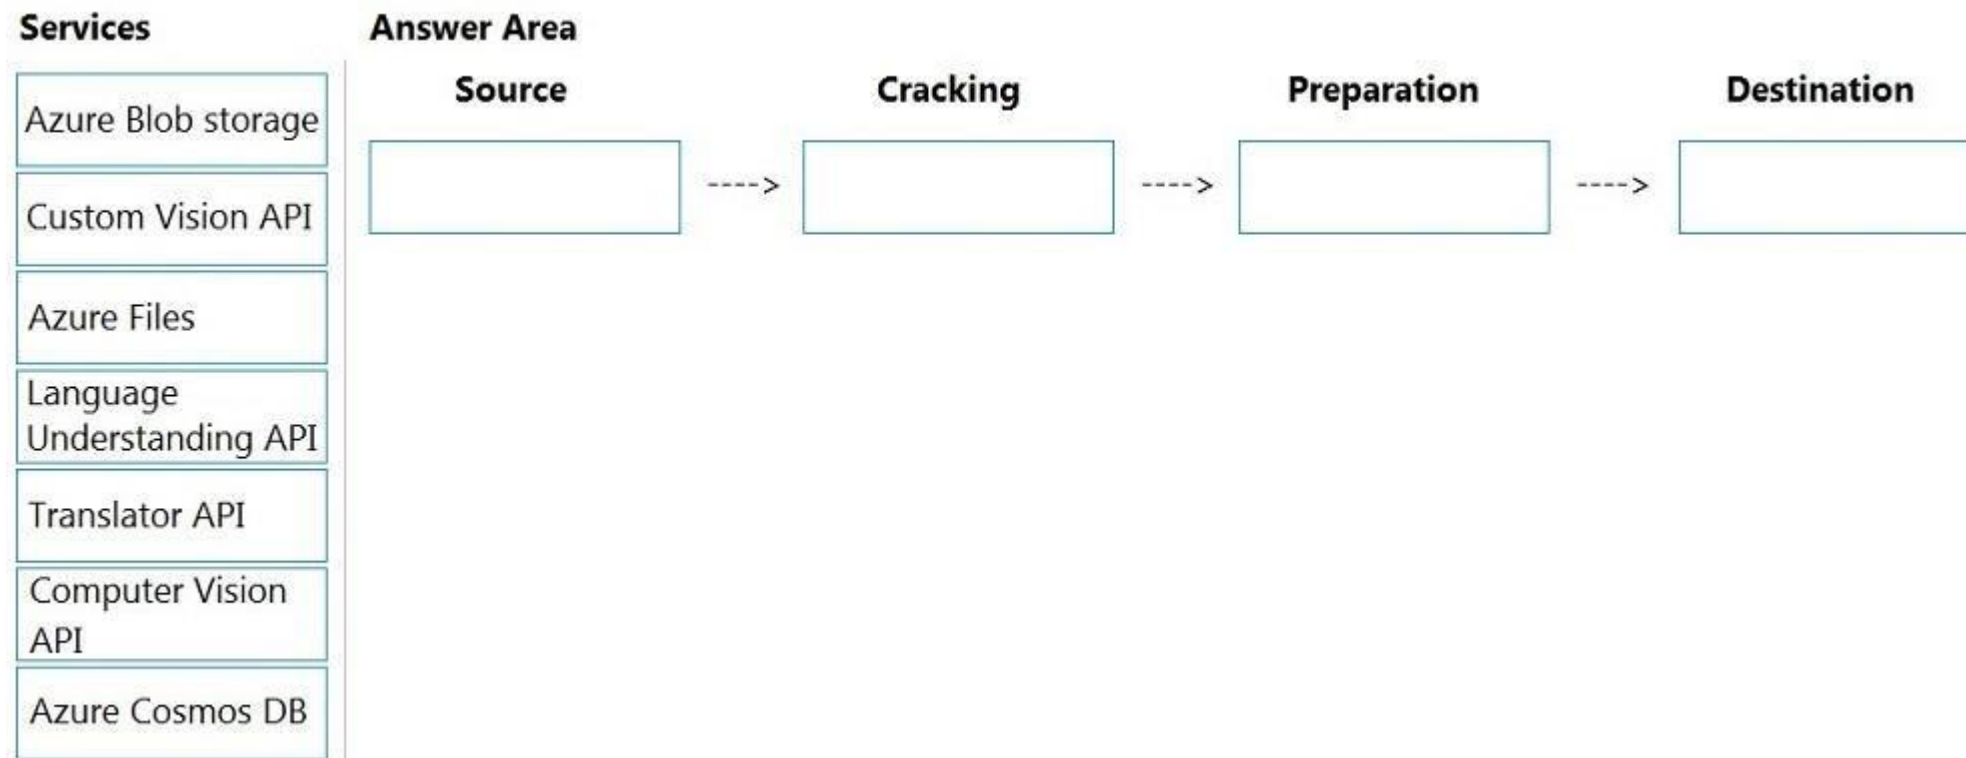 Services
Answer Area
Source
Cracking
Preparation
Destination
Azure Blob storage
---->
---->
---->
Custom Vision API
Azure Files
Language
Understanding API
Translator API
Computer Vision
API
Azure Cosmos DB